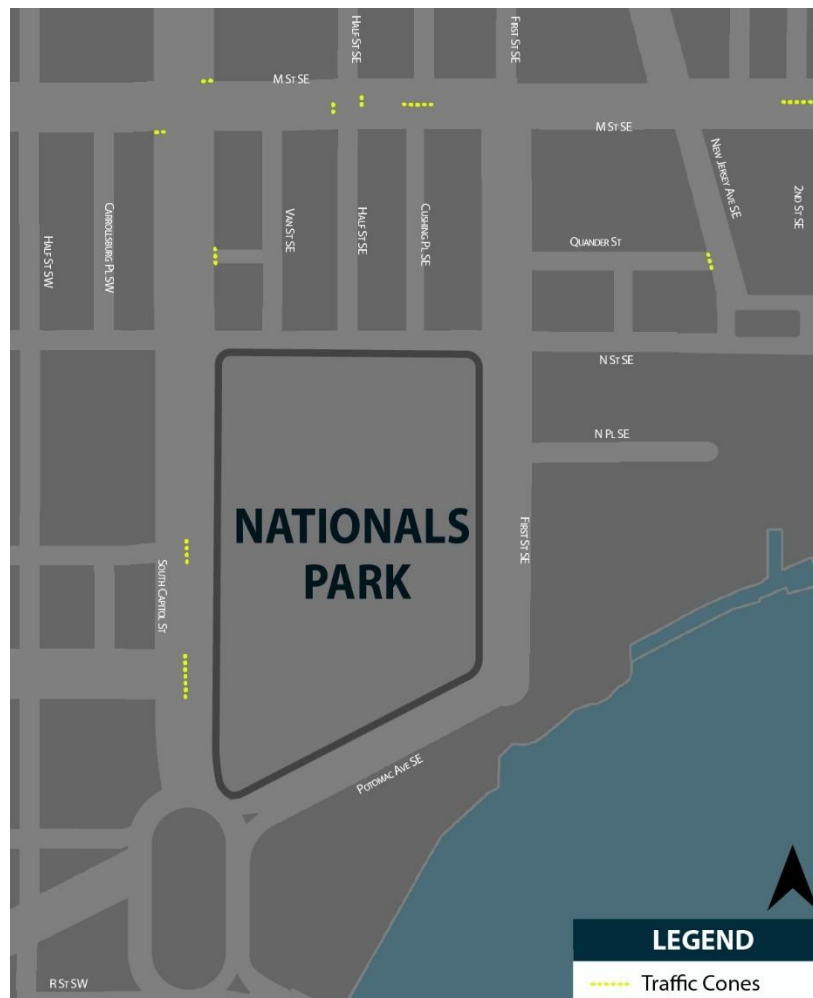 Half St SE
First St SE
M St SE
M St SE
New Jersey Ave SE
2nd St SE
Carrollsburg Pl SW
Half St SW
Van St SE
Half St SE
Cushing Pl SE
Quander St
N St SE
N Pl SE
NATIONALS
PARK
First St SE
South Capitol St
Potomac Ave SE
R St SW
LEGEND
Traffic Cones